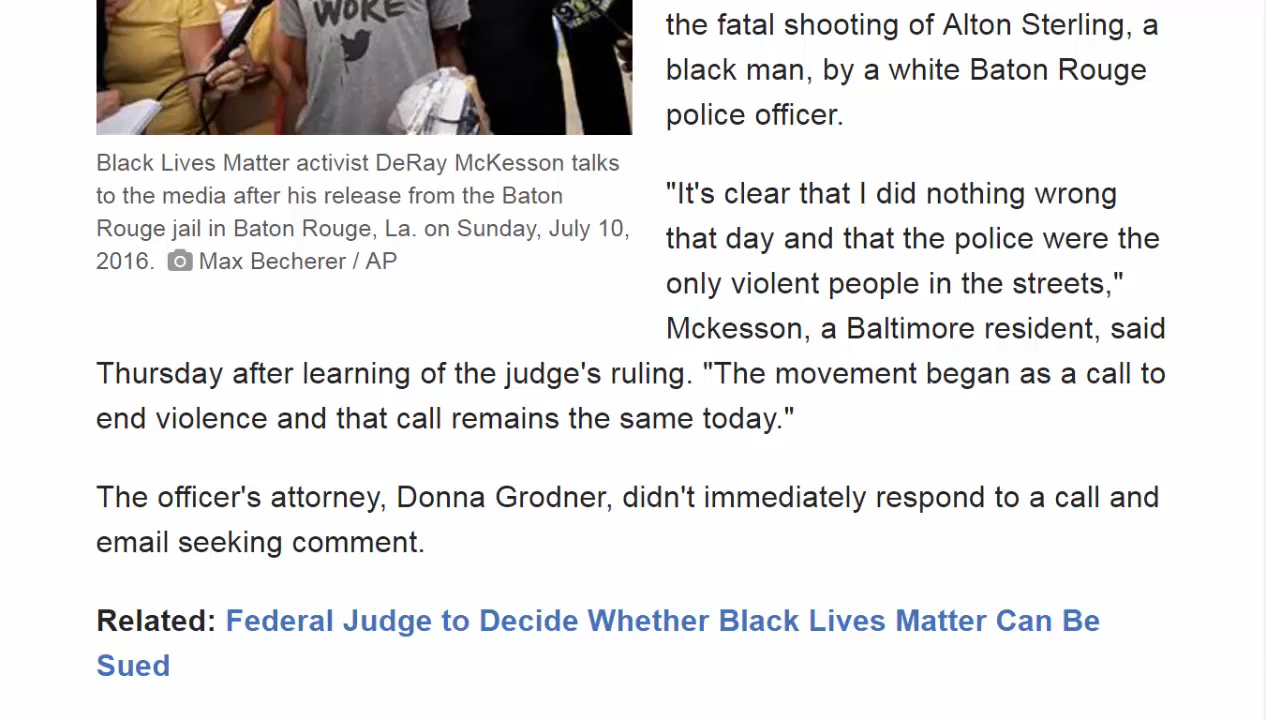 WOKE
the fatal shooting of Alton Sterling, a
black man, by a white Baton Rouge
police officer.
Black Lives Matter activist DeRay McKesson talks
to the media after his release from the Baton
Rouge jail in Baton Rouge, La. on Sunday, July 10,
2016. Max Becherer / AP
"It's clear that I did nothing wrong
that day and that the police were the
only violent people in the streets,"
Mckesson, a Baltimore resident, said
Thursday after learning of the judge's ruling. "The movement began as a call to
end violence and that call remains the same today."
The officer's attorney, Donna Grodner, didn't immediately respond to a call and
email seeking comment.
Related: Federal Judge to Decide Whether Black Lives Matter Can Be
Sued